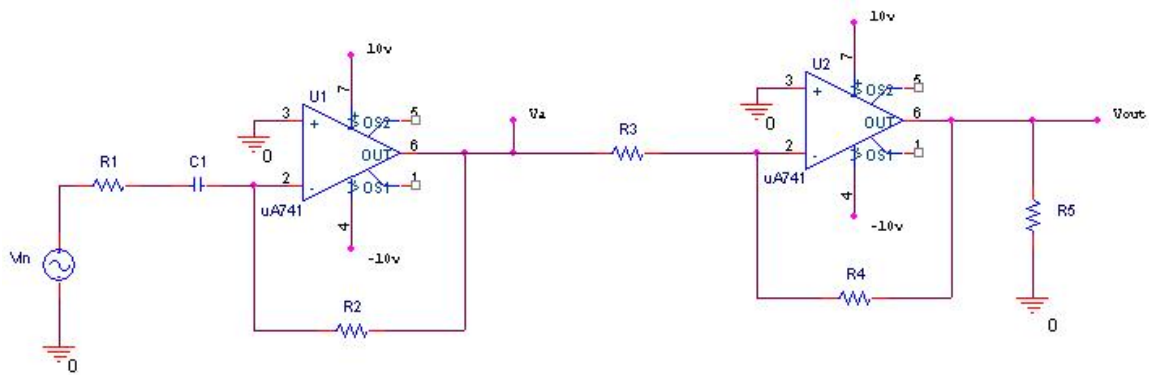 10v
7
U1
5
OS2
3
+
0
OUT
6
OS1
1
2
-
uA741
4
-10v
R1
C1
Vin
0
R2
Va
R3
10v
7
U2
5
OS2
3
+
0
OUT
6
OS1
1
2
-
uA741
4
-10v
R4
Vout
R5
0